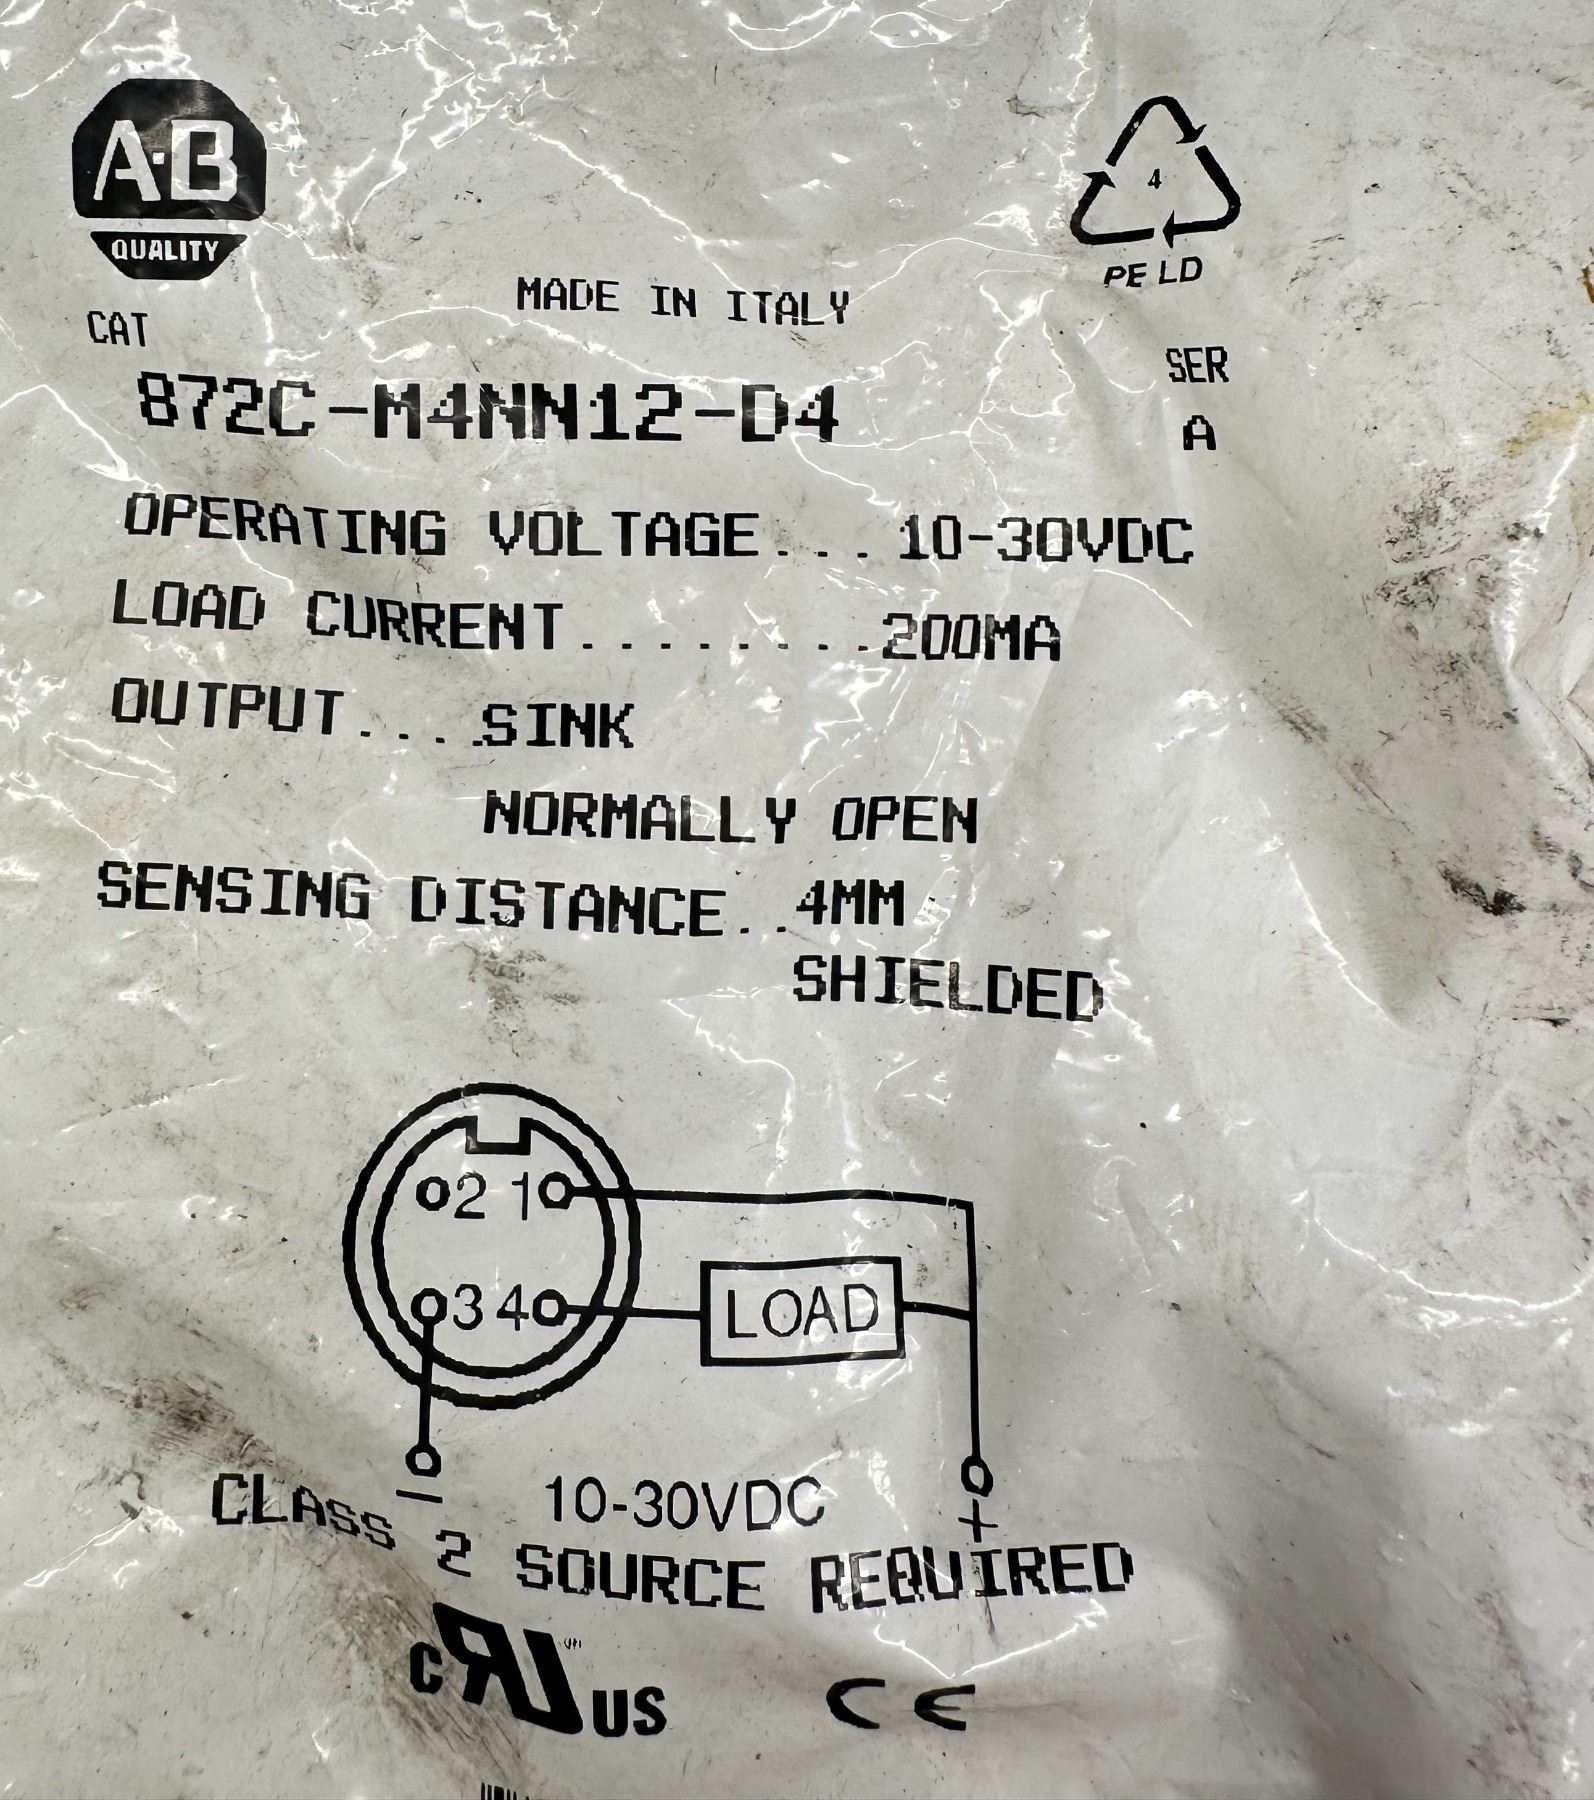 A·B
QUALITY
4
PE LD
MADE IN ITALY
CAT
SER
872C-M4NN12-D4
A
OPERATING VOLTAGE...10-30VDC
LOAD CURRENT.........200MA
OUTPUT....SINK
NORMALLY OPEN
SENSING DISTANCE..4MM
SHIELDED
2 1
3 4
LOAD
- 10-30VDC +
CLASS 2 SOURCE REQUIRED
c RU US
CE